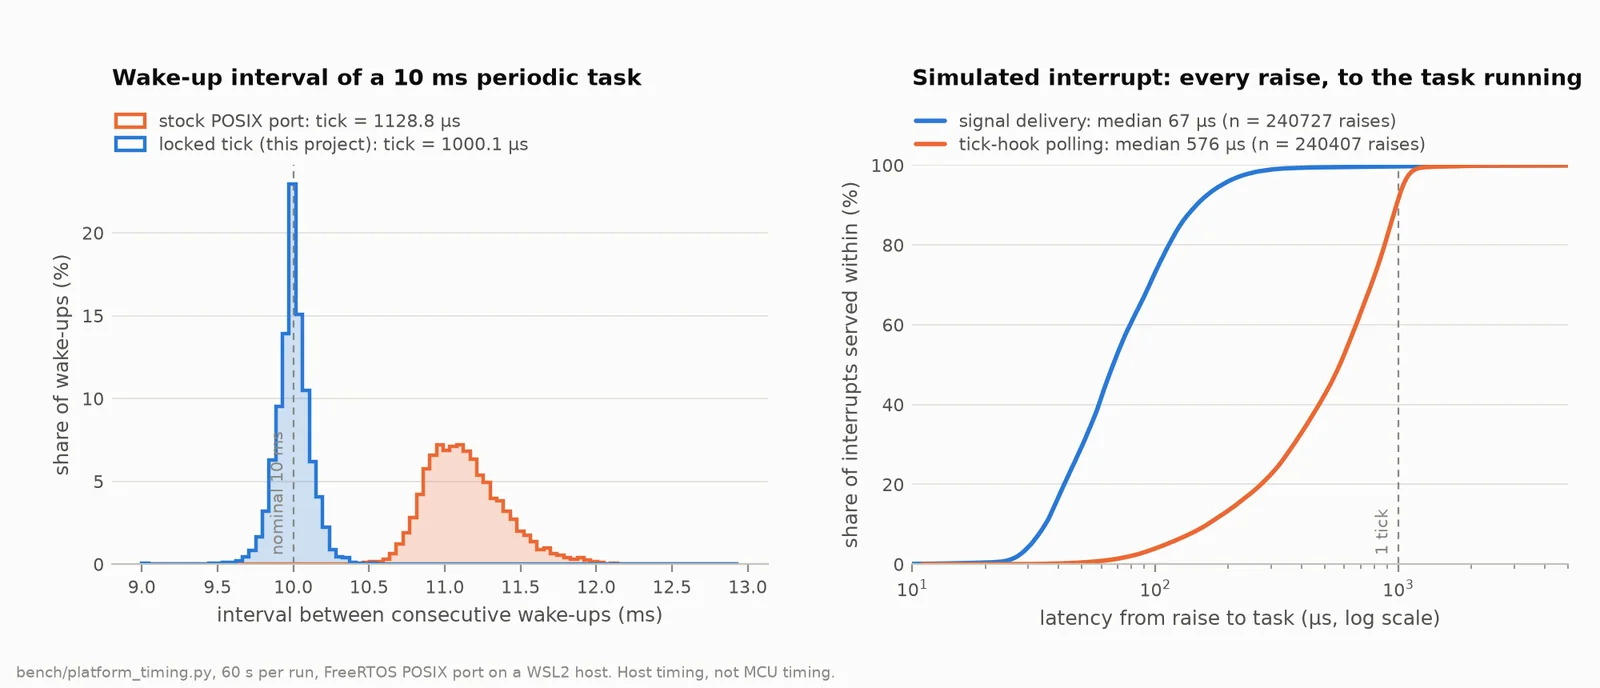 Wake-up interval of a 10 ms periodic task
stock POSIX port: tick = 1128.8 µs
locked tick (this project): tick = 1000.1 µs
share of wake-ups (%)
20
15
10
5
0
nominal 10 ms
9.0 9.5 10.0 10.5 11.0 11.5 12.0 12.5 13.0
interval between consecutive wake-ups (ms)
Simulated interrupt: every raise, to the task running
signal delivery: median 67 µs (n = 240727 raises)
tick-hook polling: median 576 µs (n = 240407 raises)
share of interrupts served within (%)
100
80
60
40
20
0
1 tick
10¹ 10² 10³
latency from raise to task (µs, log scale)
bench/platform_timing.py, 60 s per run, FreeRTOS POSIX port on a WSL2 host. Host timing, not MCU timing.